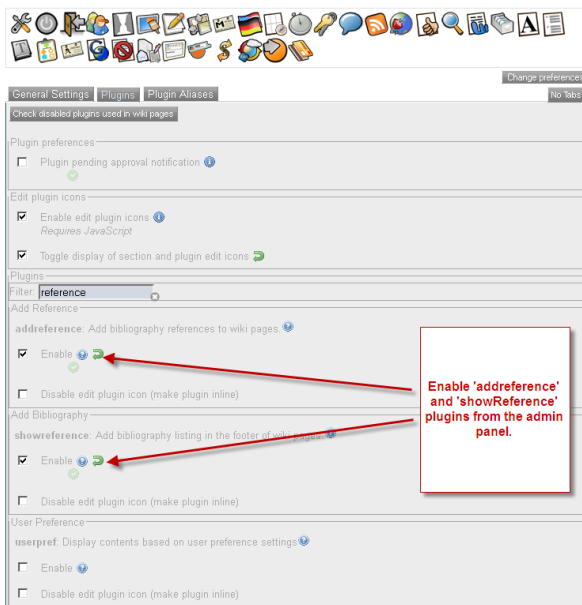 Change preferences
General Settings Plugins Plugin Aliases No Tabs
Check disabled plugins used in wiki pages
Plugin preferences
Plugin pending approval notification
Edit plugin icons
Enable edit plugin icons
Requires JavaScript
Toggle display of section and plugin edit icons
Plugins
Filter: reference
Add Reference
addreference: Add bibliography references to wiki pages.
Enable
Disable edit plugin icon (make plugin inline)
Add Bibliography
showreference: Add bibliography listing in the footer of wiki pages.
Enable
Disable edit plugin icon (make plugin inline)
User Preference
userpref: Display contents based on user preference settings
Enable
Disable edit plugin icon (make plugin inline)
Enable 'addreference'
and 'showReference'
plugins from the admin
panel.